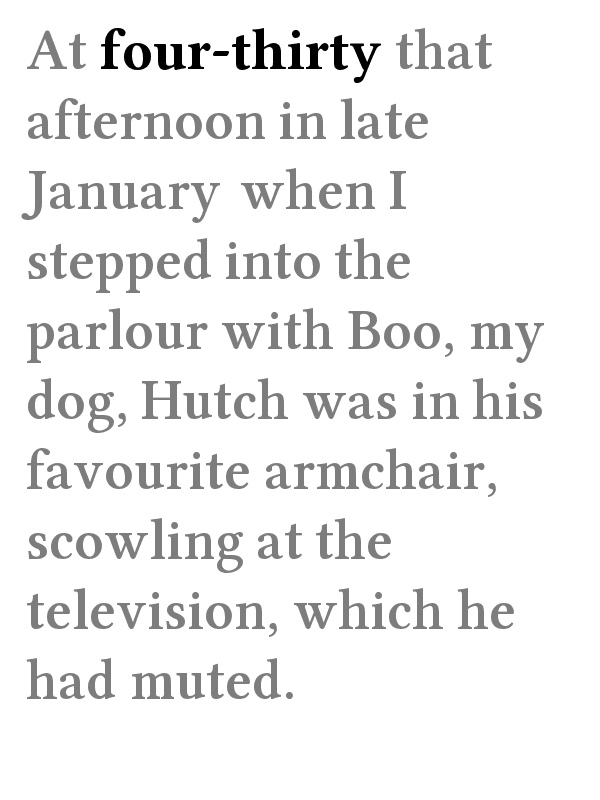 At four-thirty that
afternoon in late
January when I
stepped into the
parlour with Boo, my
dog, Hutch was in his
favourite armchair,
scowling at the
television, which he
had muted.